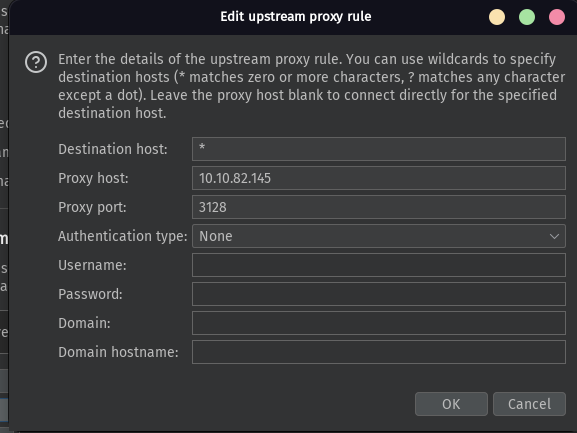 Edit upstream proxy rule
Enter the details of the upstream proxy rule. You can use wildcards to specify
destination hosts (* matches zero or more characters, ? matches any character
except a dot). Leave the proxy host blank to connect directly for the specified
destination host.
Destination host: *
Proxy host: 10.10.82.145
Proxy port: 3128
Authentication type: None
Username:
Password:
Domain:
Domain hostname:
OK Cancel